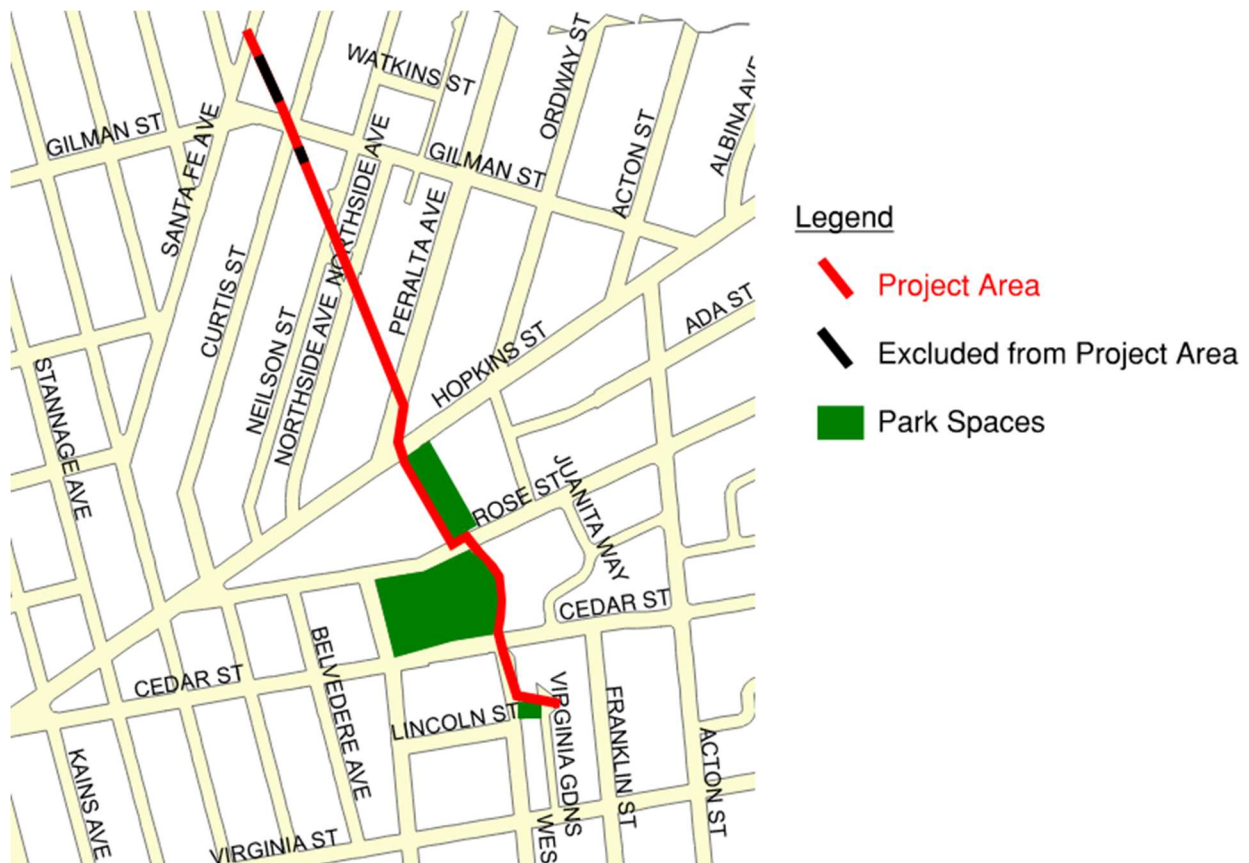 WATKINS ST
ORDWAY ST
ALBINA AVE
GILMAN ST
SANTA FE AVE
NORTHSIDE AVE
GILMAN ST
ACTON ST
Legend
CURTIS ST
PERALTA AVE
Project Area
ADA ST
NEILSON ST
NORTHSIDE AVE
HOPKINS ST
Excluded from Project Area
STANNAGE AVE
Park Spaces
ROSE ST
JUANITA WAY
CEDAR ST
BELVEDERE AVE
CEDAR ST
LINCOLN ST
VIRGINIA GDNS
FRANKLIN ST
ACTON ST
KAINS AVE
VIRGINIA ST
WES